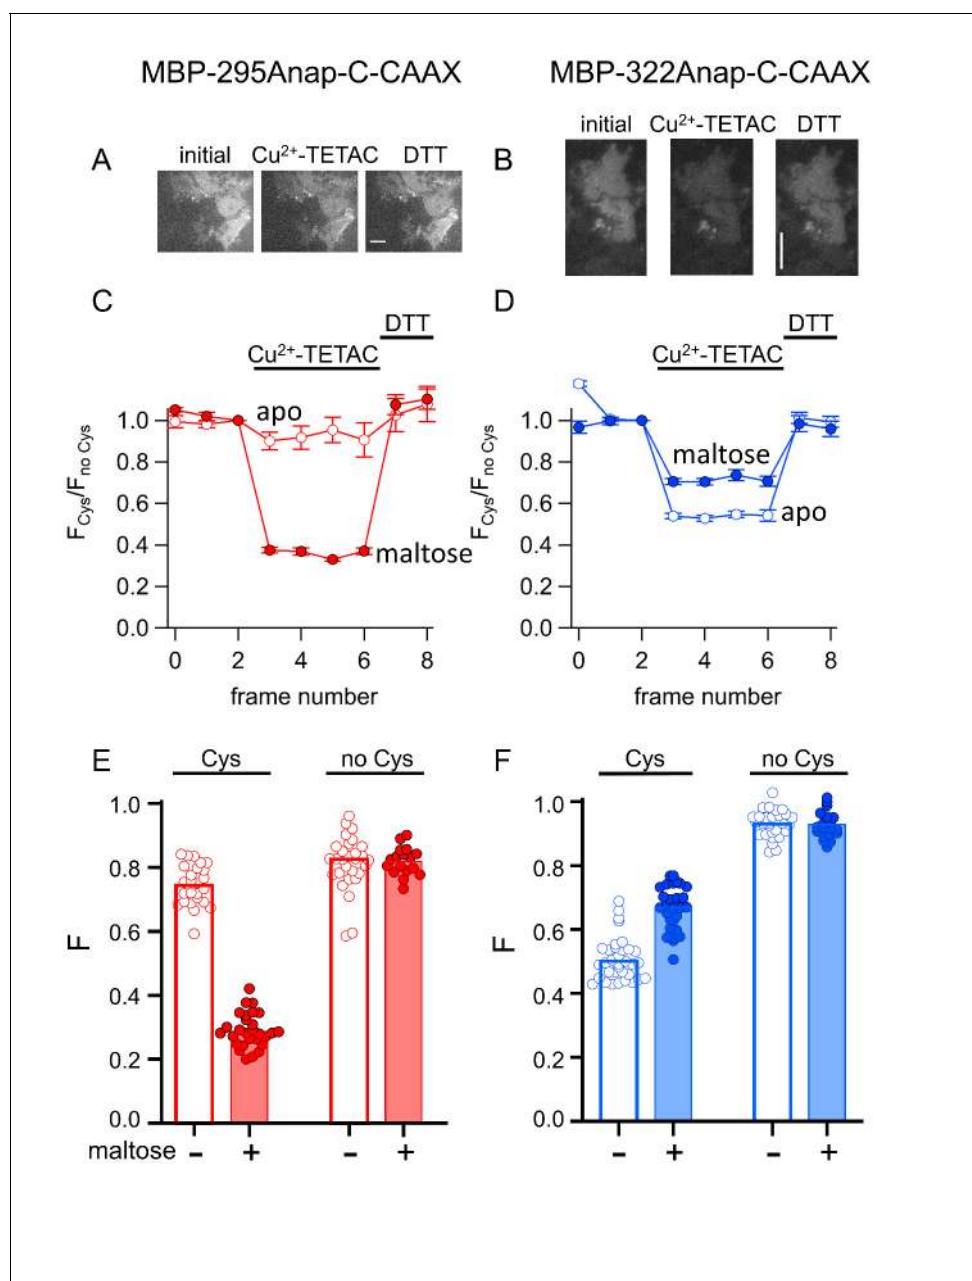 MBP-295Anap-C-CAAX MBP-322Anap-C-CAAX
A initial Cu²⁺-TETAC DTT
B initial Cu²⁺-TETAC DTT
C
DTT
Cu²⁺-TETAC
1.0
0.8
0.6
0.4
0.2
0.0
F_Cys/F_no Cys
apo
maltose
0 2 4 6 8
frame number
D
DTT
Cu²⁺-TETAC
1.0
0.8
0.6
0.4
0.2
0.0
F_Cys/F_no Cys
maltose
apo
0 2 4 6 8
frame number
E
Cys no Cys
1.0
0.8
0.6
0.4
0.2
0.0
F
maltose - + - +
F
Cys no Cys
1.0
0.8
0.6
0.4
0.2
0.0
F
- + - +